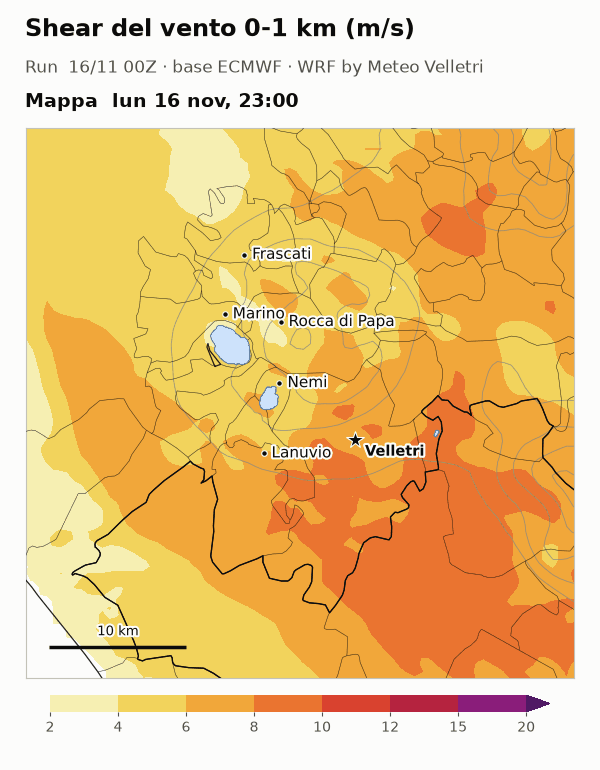 Shear del vento 0-1 km (m/s)
Run  16/11 00Z · base ECMWF · WRF by Meteo Velletri
Mappa  lun 16 nov, 23:00
Frascati
Marino
Rocca di Papa
Nemi
Velletri
Lanuvio
10 km
2 4 6 8 10 12 15 20